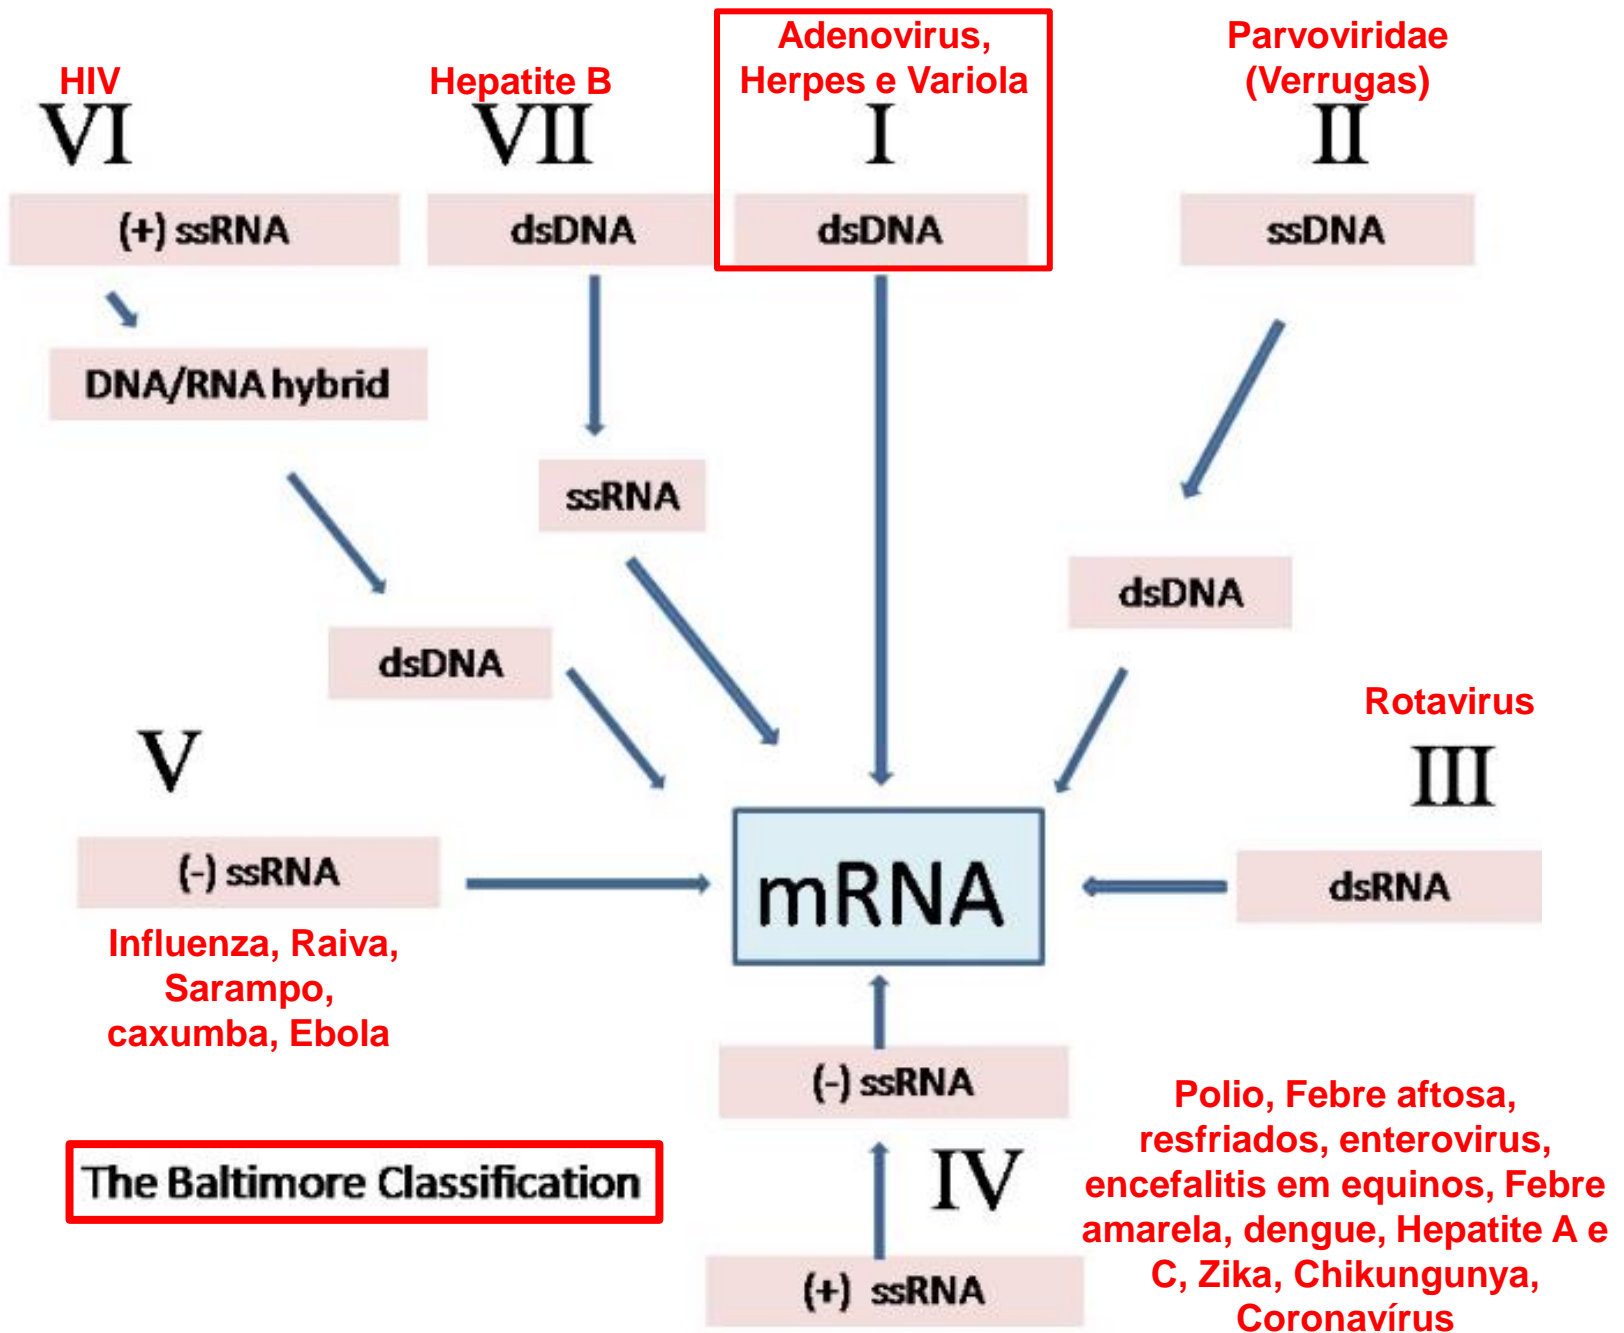 HIV
VI
(+) ssRNA
DNA/RNA hybrid
dsDNA
Hepatite B
VII
dsDNA
ssRNA
Adenovirus,
Herpes e Variola
I
dsDNA
Parvoviridae
(Verrugas)
II
ssDNA
dsDNA
Rotavirus
III
dsRNA
V
(-) ssRNA
Influenza, Raiva,
Sarampo,
caxumba, Ebola
mRNA
(-) ssRNA
IV
(+) ssRNA
Polio, Febre aftosa,
resfriados, enterovirus,
encefalitis em equinos, Febre
amarela, dengue, Hepatite A e
C, Zika, Chikungunya,
Coronavírus
The Baltimore Classification